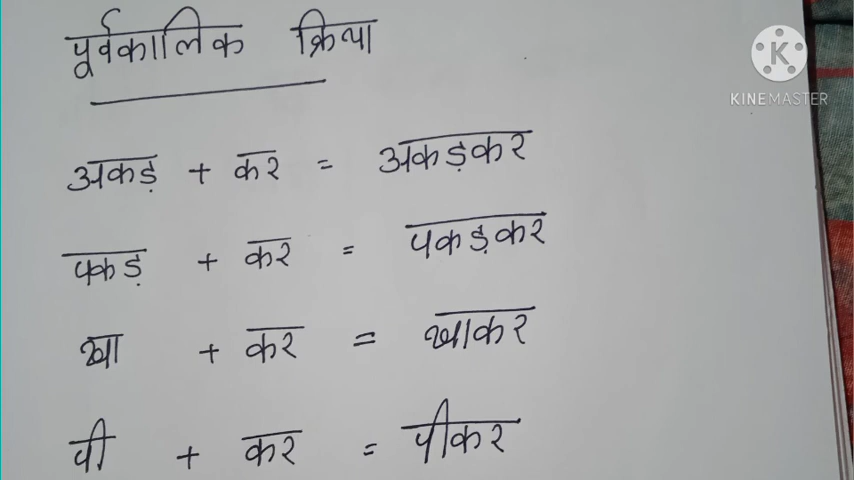 पूर्वकालिक क्रिया
KINEMASTER
अकड़ + कर = अकड़कर
पकड़ + कर = पकड़कर
खा + कर = खाकर
पी + कर = पीकर